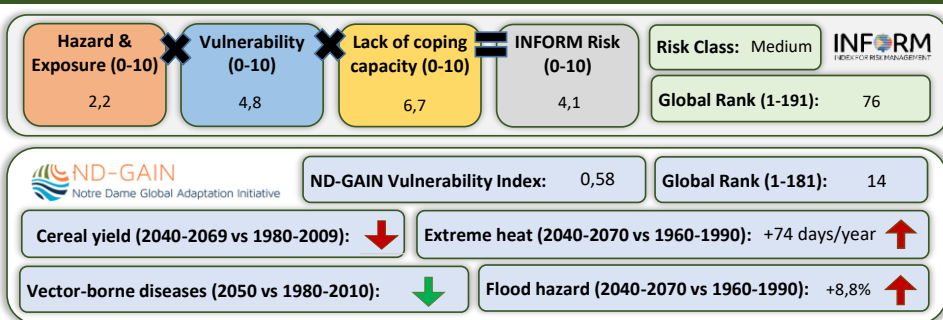 Hazard &
Exposure (0-10)
2,2
Vulnerability
(0-10)
4,8
Lack of coping
capacity (0-10)
6,7
INFORM Risk
(0-10)
4,1
Risk Class: Medium
INFORM
INDEX FOR RISK MANAGEMENT
Global Rank (1-191): 76
ND-GAIN
Notre Dame Global Adaptation Initiative
ND-GAIN Vulnerability Index: 0,58
Global Rank (1-181): 14
Cereal yield (2040-2069 vs 1980-2009):
Extreme heat (2040-2070 vs 1960-1990): +74 days/year
Vector-borne diseases (2050 vs 1980-2010):
Flood hazard (2040-2070 vs 1960-1990): +8,8%